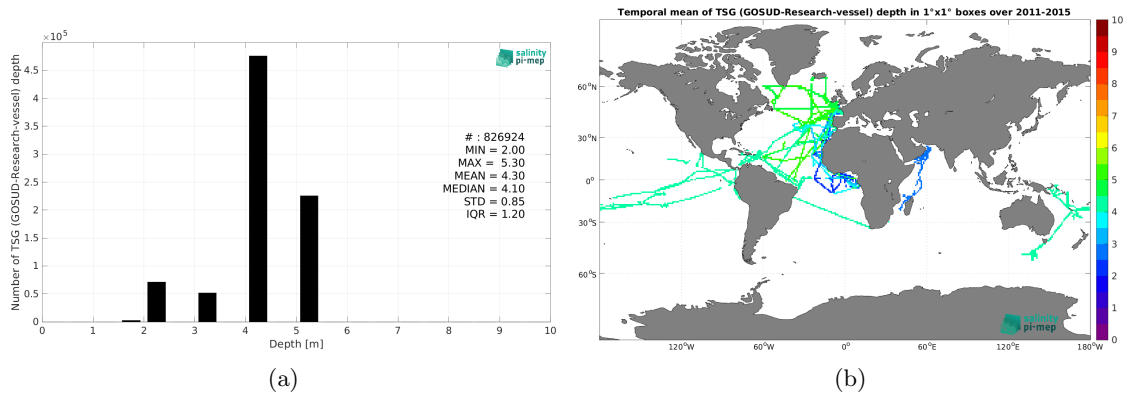 ×10⁵
4.5
4
3.5
3
2.5
2
1.5
1
0.5
0
Number of TSG (GOSUD-Research-vessel) depth
salinity
pi-mep
# : 826924
MIN = 2.00
MAX = 5.30
MEAN = 4.30
MEDIAN = 4.10
STD = 0.85
IQR = 1.20
0 1 2 3 4 5 6 7 8 9 10
Depth [m]
(a)
Temporal mean of TSG (GOSUD-Research-vessel) depth in 1°x1° boxes over 2011-2015
60°N
30°N
0°
30°S
60°S
120°W 60°W 0° 60°E 120°E 180°W
salinity
pi-mep
10
9
8
7
6
5
4
3
2
1
0
(b)